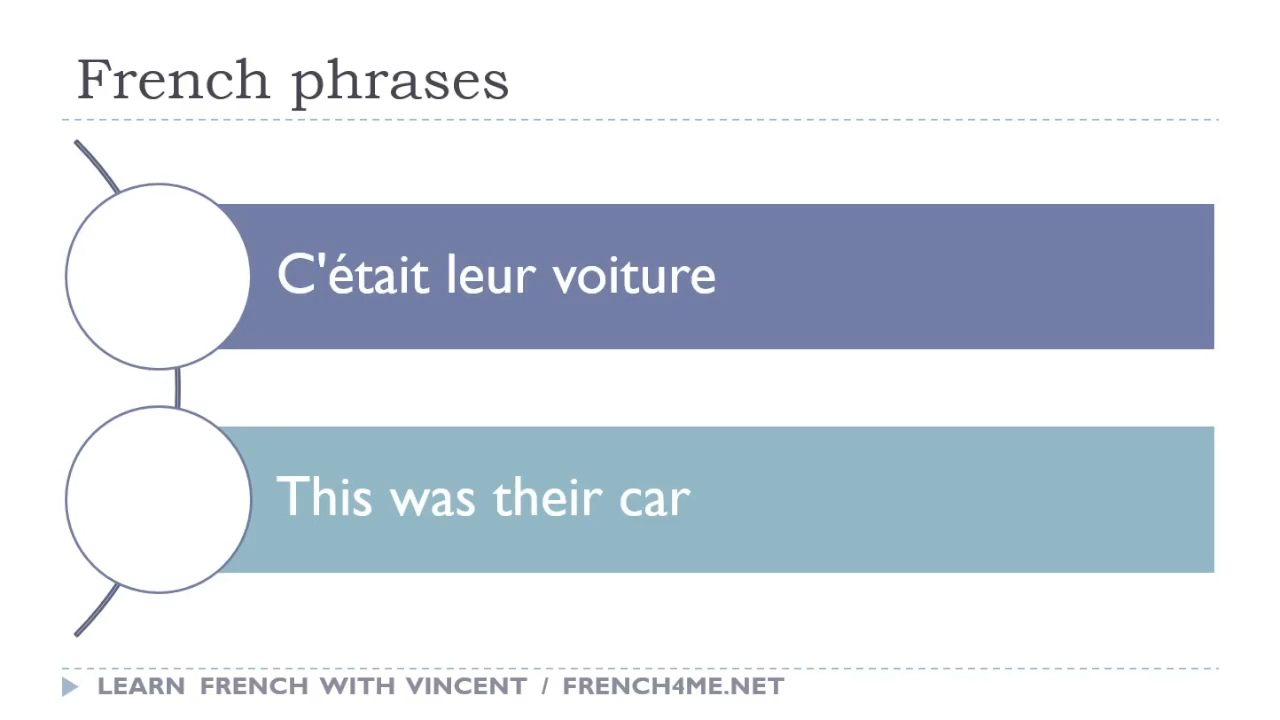 French phrases
C'était leur voiture
This was their car
LEARN FRENCH WITH VINCENT / FRENCH4ME.NET